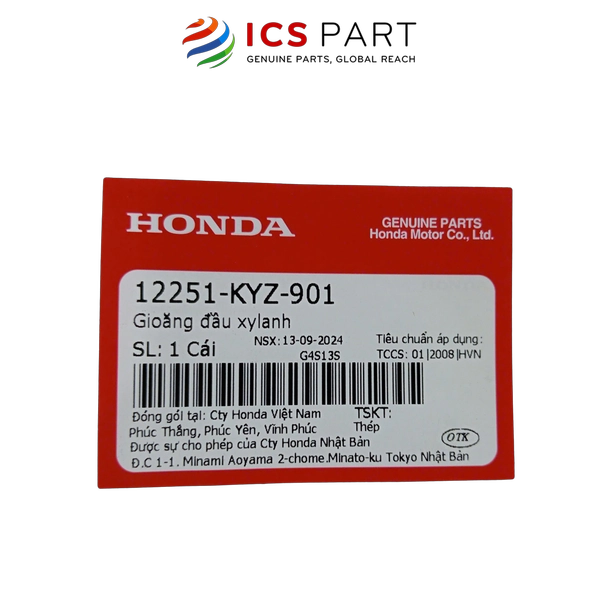 ICS PART
GENUINE PARTS, GLOBAL REACH
HONDA
GENUINE PARTS
Honda Motor Co., Ltd.
12251-KYZ-901
Gioăng đầu xylanh
SL: 1 Cái
NSX: 13-09-2024
G4S13S
Tiêu chuẩn áp dụng:
TCCS: 01|2008|HVN
Đóng gói tại: Cty Honda Việt Nam
Phúc Thắng, Phúc Yên, Vĩnh Phúc
TSKT:
Thép
OTK
Được sự cho phép của Cty Honda Nhật Bản
Đ.C 1-1. Minami Aoyama 2-chome.Minato-ku Tokyo Nhật Bản